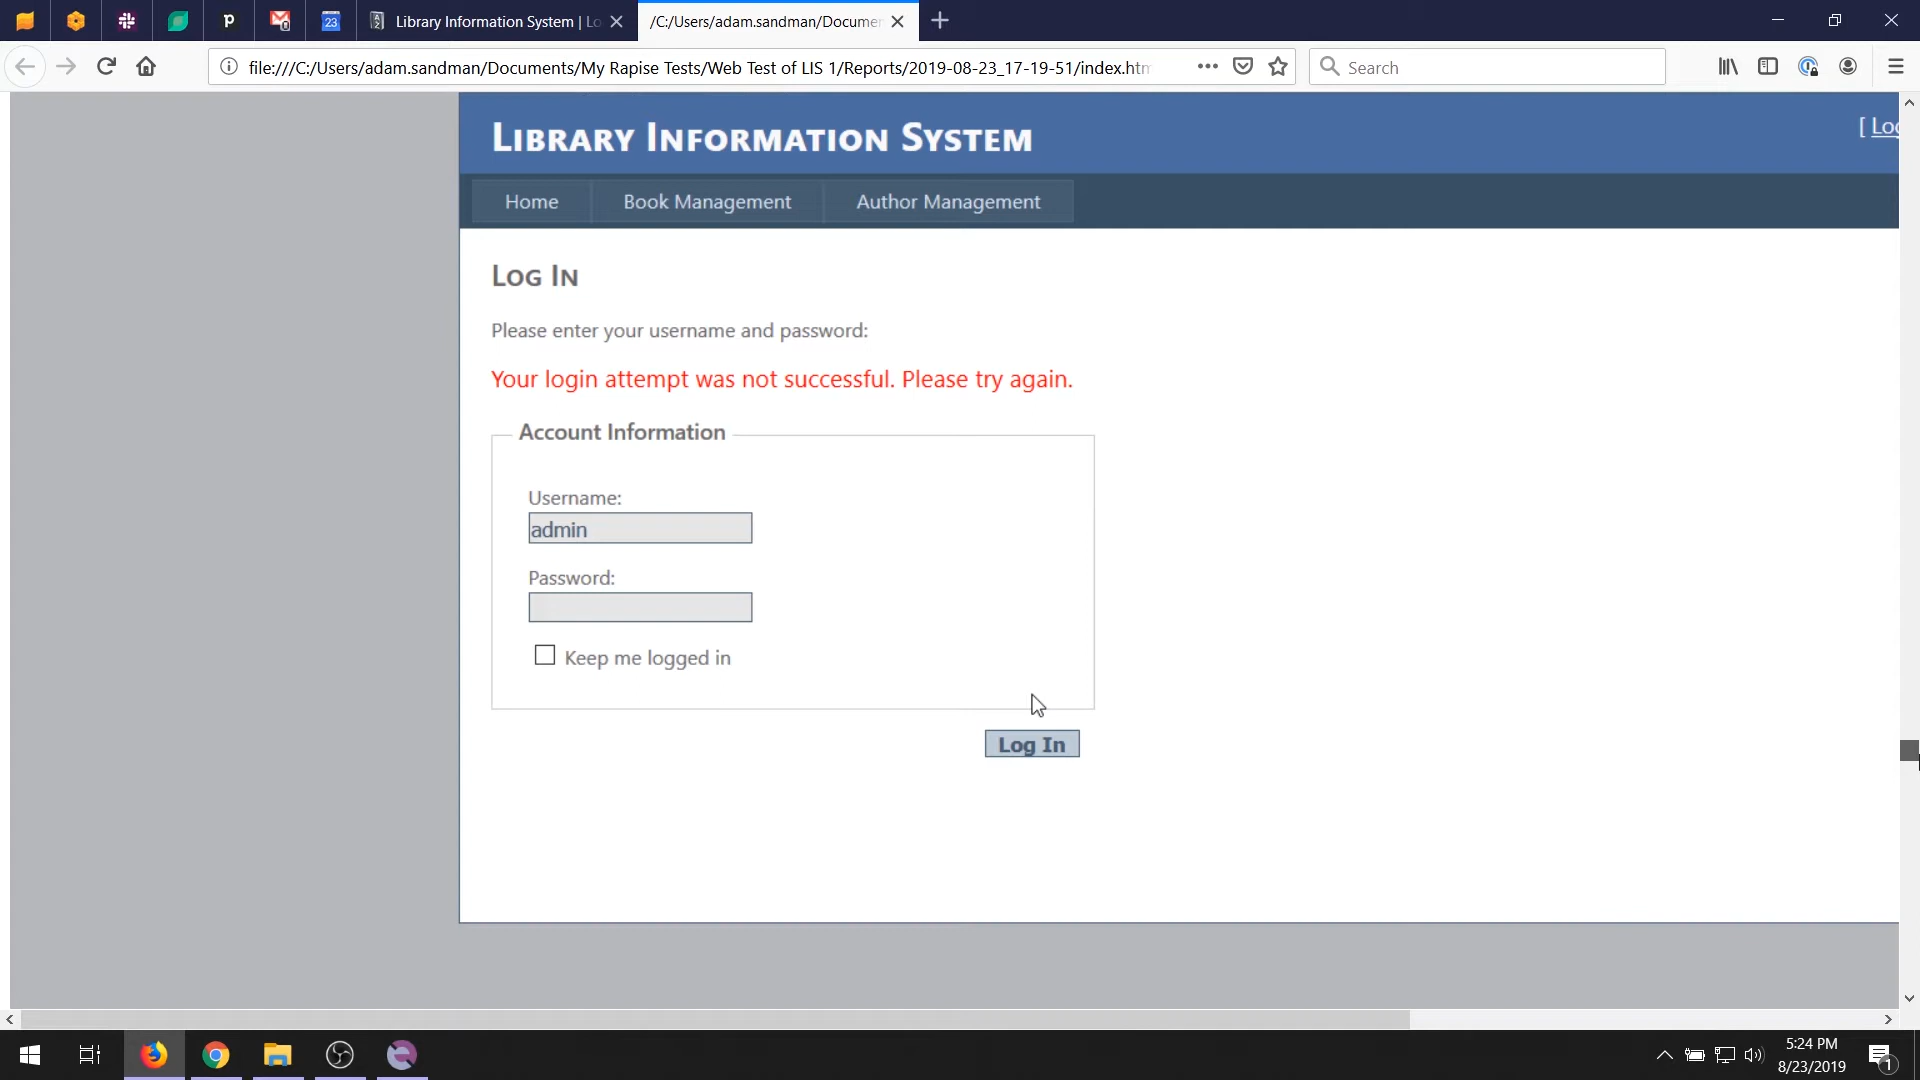 23
Library Information System | Lo
/C:/Users/adam.sandman/Documen
file:///C:/Users/adam.sandman/Documents/My Rapise Tests/Web Test of LIS 1/Reports/2019-08-23_17-19-51/index.htm
Search
Library Information System
[ Log
Home
Book Management
Author Management
Log In
Please enter your username and password:
Your login attempt was not successful. Please try again.
Account Information
Username:
admin
Password:
Keep me logged in
Log In
5:24 PM
8/23/2019
1